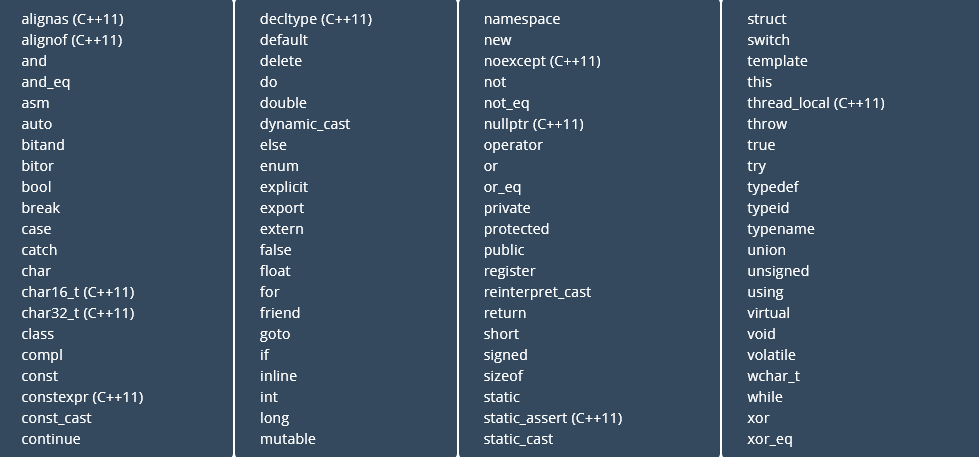 alignas (C++11)
alignof (C++11)
and
and_eq
asm
auto
bitand
bitor
bool
break
case
catch
char
char16_t (C++11)
char32_t (C++11)
class
compl
const
constexpr (C++11)
const_cast
continue
decltype (C++11)
default
delete
do
double
dynamic_cast
else
enum
explicit
export
extern
false
float
for
friend
goto
if
inline
int
long
mutable
namespace
new
noexcept (C++11)
not
not_eq
nullptr (C++11)
operator
or
or_eq
private
protected
public
register
reinterpret_cast
return
short
signed
sizeof
static
static_assert (C++11)
static_cast
struct
switch
template
this
thread_local (C++11)
throw
true
try
typedef
typeid
typename
union
unsigned
using
virtual
void
volatile
wchar_t
while
xor
xor_eq